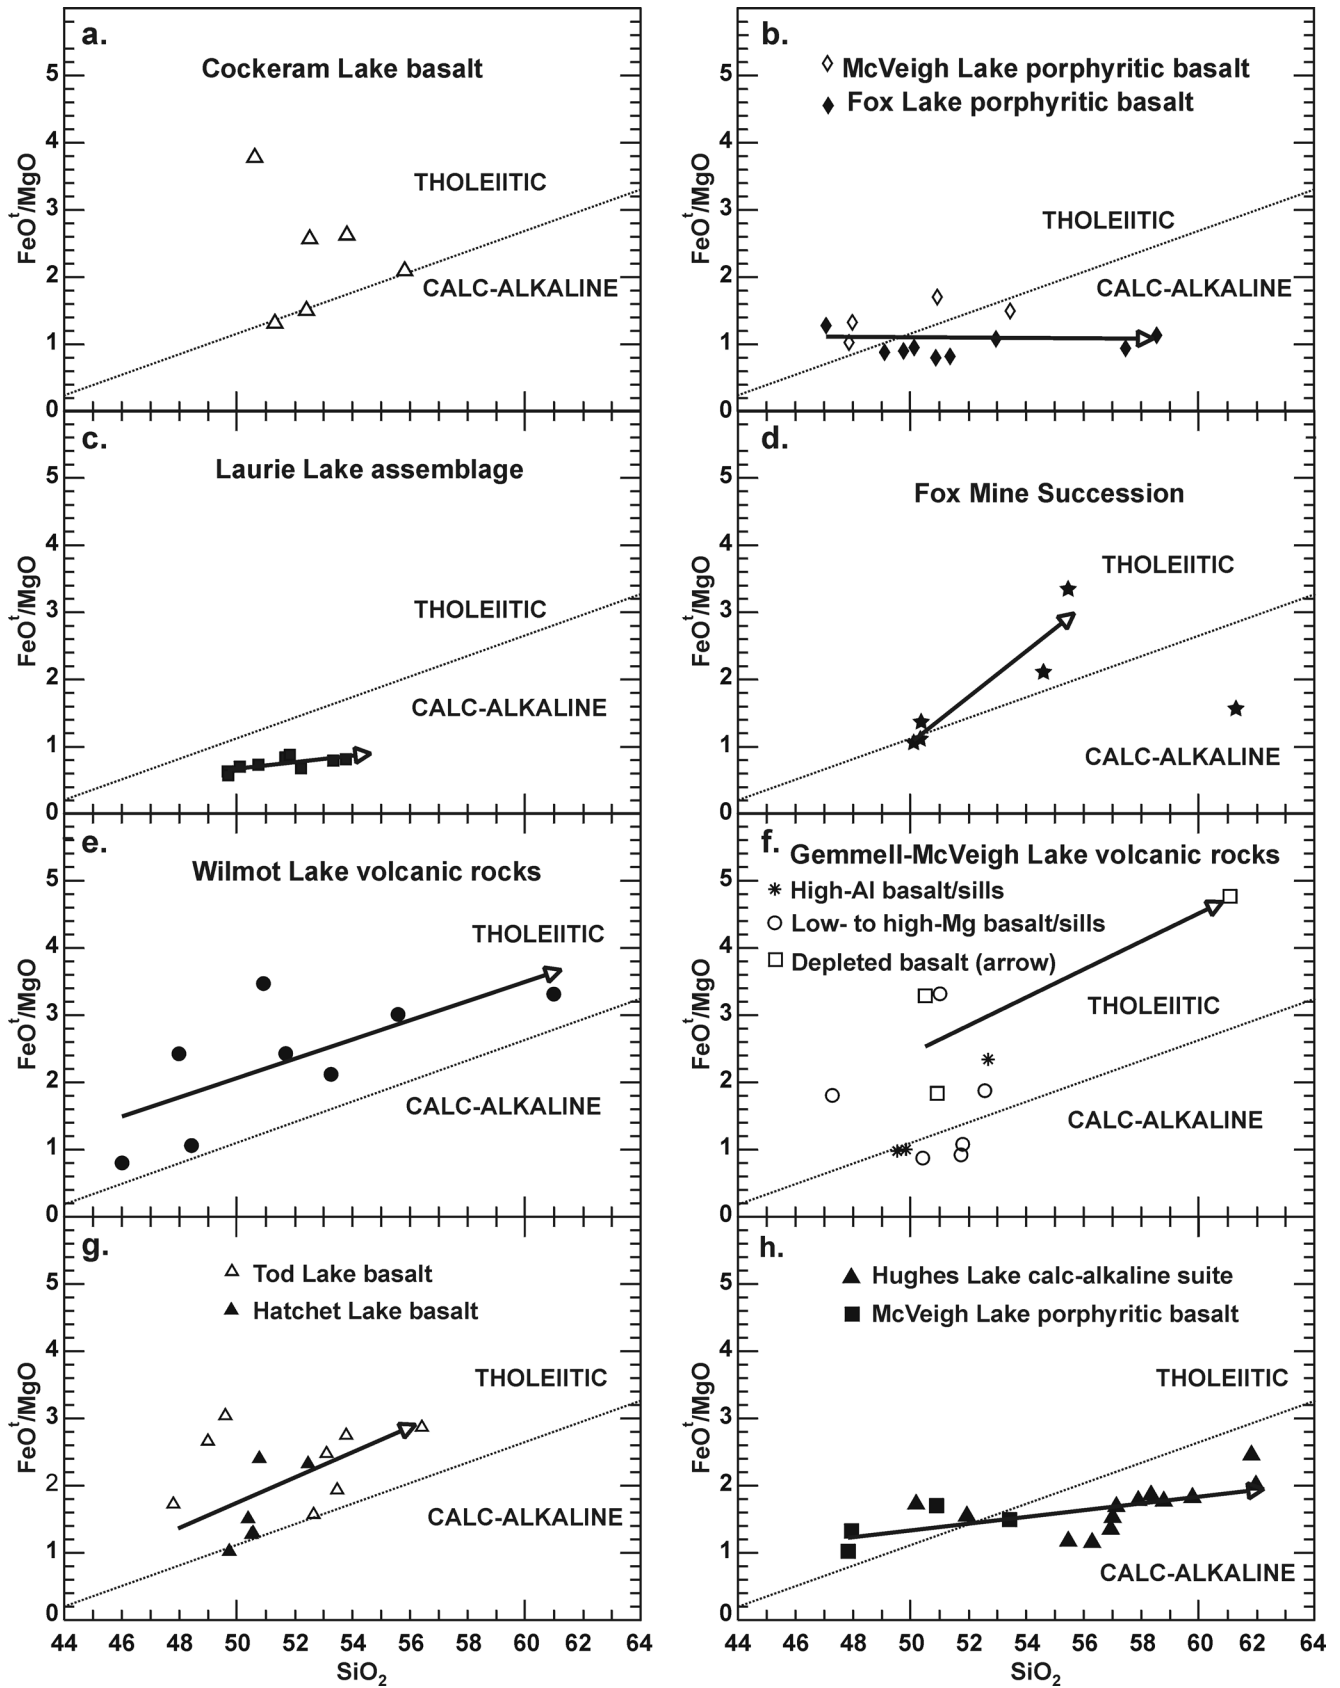 a.
Cockeram Lake basalt
5
4
3
2
1
0
FeOᵗ/MgO
THOLEIITIC
CALC-ALKALINE
b.
McVeigh Lake porphyritic basalt
Fox Lake porphyritic basalt
5
4
3
2
1
0
FeOᵗ/MgO
THOLEIITIC
CALC-ALKALINE
c.
Laurie Lake assemblage
5
4
3
2
1
0
FeOᵗ/MgO
THOLEIITIC
CALC-ALKALINE
d.
Fox Mine Succession
5
4
3
2
1
0
FeOᵗ/MgO
THOLEIITIC
CALC-ALKALINE
e.
Wilmot Lake volcanic rocks
5
4
3
2
1
0
FeOᵗ/MgO
THOLEIITIC
CALC-ALKALINE
f.
Gemmell-McVeigh Lake volcanic rocks
High-Al basalt/sills
Low- to high-Mg basalt/sills
Depleted basalt (arrow)
5
4
3
2
1
0
FeOᵗ/MgO
THOLEIITIC
CALC-ALKALINE
g.
Tod Lake basalt
Hatchet Lake basalt
5
4
3
2
1
0
FeOᵗ/MgO
THOLEIITIC
CALC-ALKALINE
44 46 48 50 52 54 56 60 62 64
SiO₂
h.
Hughes Lake calc-alkaline suite
McVeigh Lake porphyritic basalt
5
4
3
2
1
0
FeOᵗ/MgO
THOLEIITIC
CALC-ALKALINE
44 46 48 50 52 54 56 60 62 64
SiO₂